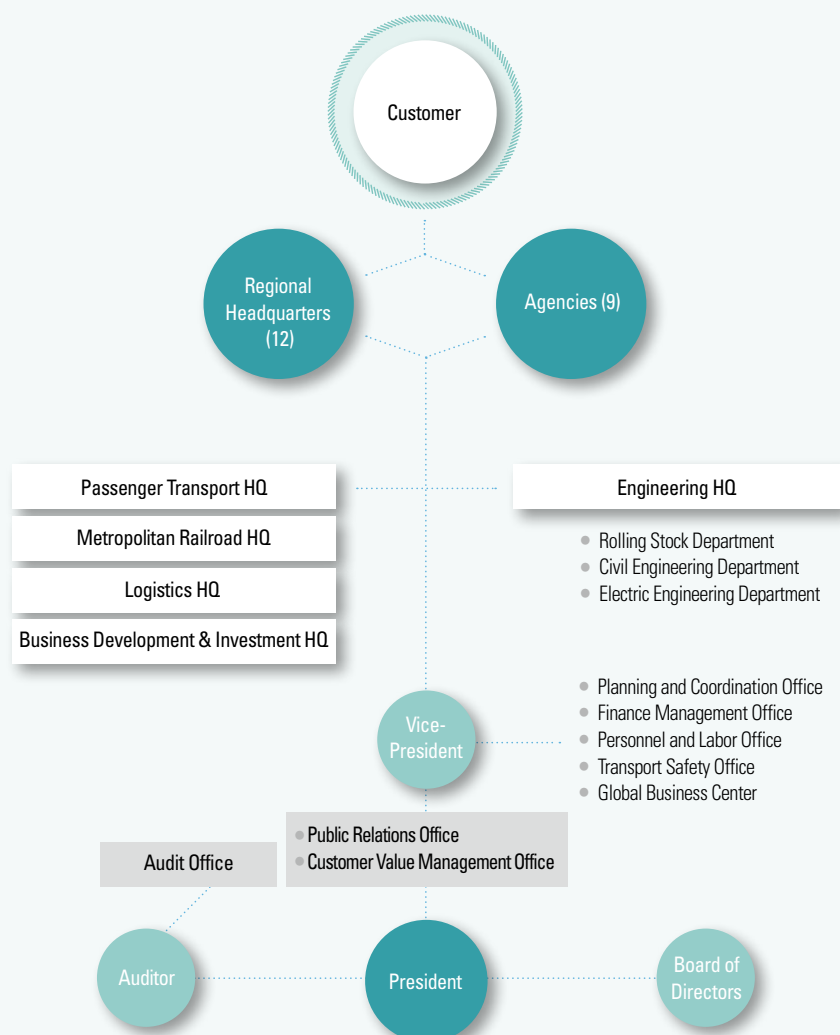 Customer
Regional
Headquarters
(12)
Agencies (9)
Passenger Transport HQ
Metropolitan Railroad HQ
Logistics HQ
Business Development & Investment HQ
Engineering HQ
Rolling Stock Department
Civil Engineering Department
Electric Engineering Department
Vice-
President
Planning and Coordination Office
Finance Management Office
Personnel and Labor Office
Transport Safety Office
Global Business Center
Public Relations Office
Customer Value Management Office
Audit Office
Auditor
President
Board of
Directors